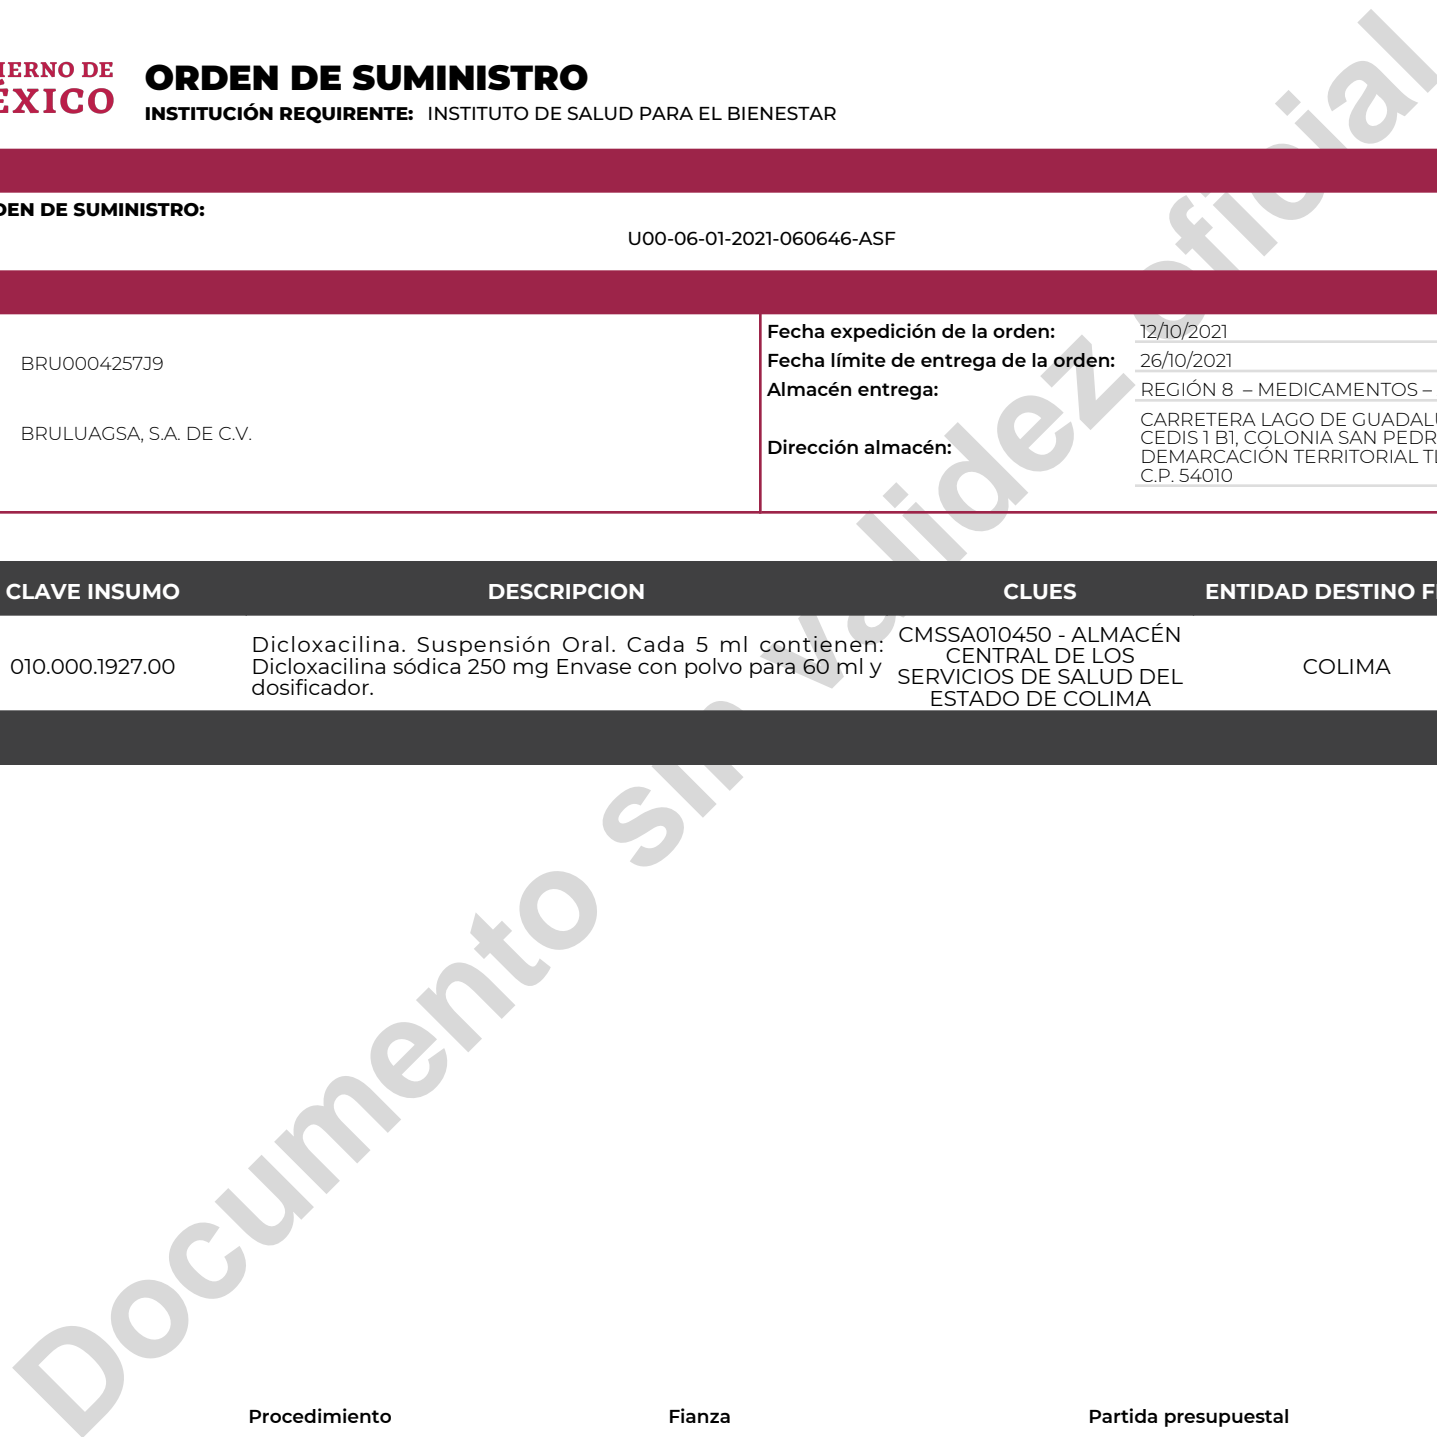 IERNO DE
ÉXICO
ORDEN DE SUMINISTRO
INSTITUCIÓN REQUIRENTE: INSTITUTO DE SALUD PARA EL BIENESTAR
DEN DE SUMINISTRO:
U00-06-01-2021-060646-ASF
BRU0004257J9
BRULUAGSA, S.A. DE C.V.
Fecha expedición de la orden: 12/10/2021
Fecha límite de entrega de la orden: 26/10/2021
Almacén entrega: REGIÓN 8 – MEDICAMENTOS –
Dirección almacén:
CARRETERA LAGO DE GUADALU
CEDIS 1 B1, COLONIA SAN PEDR
DEMARCACIÓN TERRITORIAL TL
C.P. 54010
CLAVE INSUMO DESCRIPCION CLUES ENTIDAD DESTINO FI
010.000.1927.00
Dicloxacilina. Suspensión Oral. Cada 5 ml contienen:
Dicloxacilina sódica 250 mg Envase con polvo para 60 ml y
dosificador.
CMSSA010450 - ALMACÉN
CENTRAL DE LOS
SERVICIOS DE SALUD DEL
ESTADO DE COLIMA
COLIMA
Documento sin validez oficial
Procedimiento Fianza Partida presupuestal